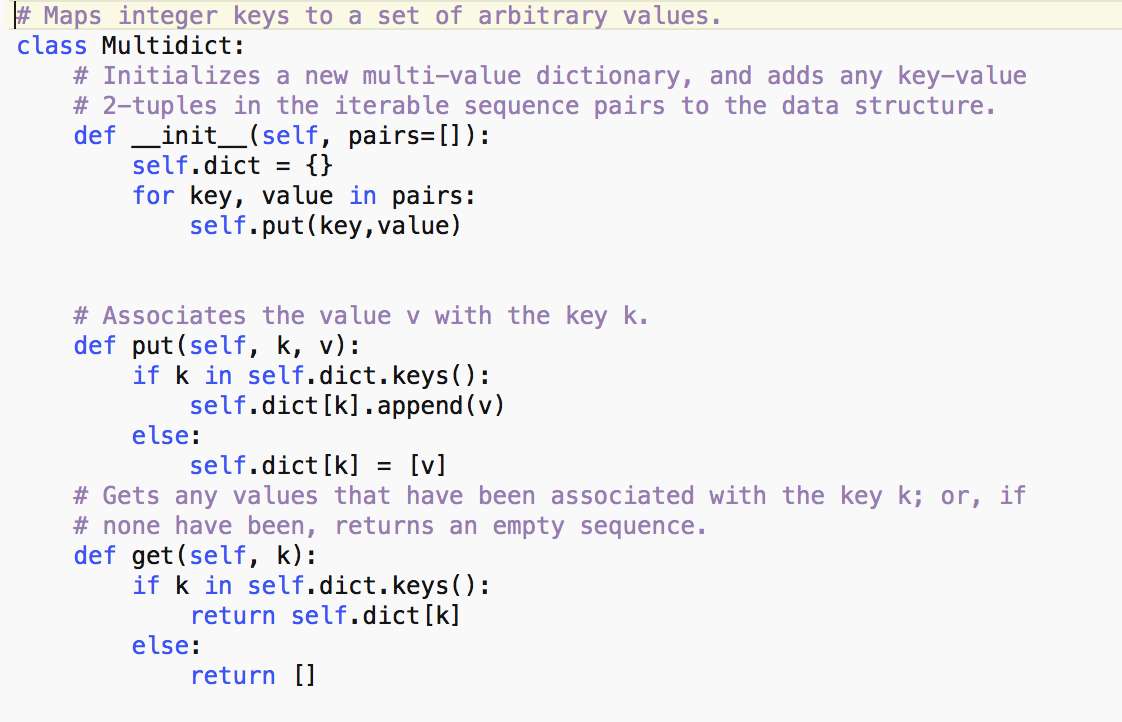 # Maps integer keys to a set of arbitrary values.
class Multidict:
    # Initializes a new multi-value dictionary, and adds any key-value
    # 2-tuples in the iterable sequence pairs to the data structure.
    def __init__(self, pairs=[]):
        self.dict = {}
        for key, value in pairs:
            self.put(key,value)
    # Associates the value v with the key k.
    def put(self, k, v):
        if k in self.dict.keys():
            self.dict[k].append(v)
        else:
            self.dict[k] = [v]
    # Gets any values that have been associated with the key k; or, if
    # none have been, returns an empty sequence.
    def get(self, k):
        if k in self.dict.keys():
            return self.dict[k]
        else:
            return []